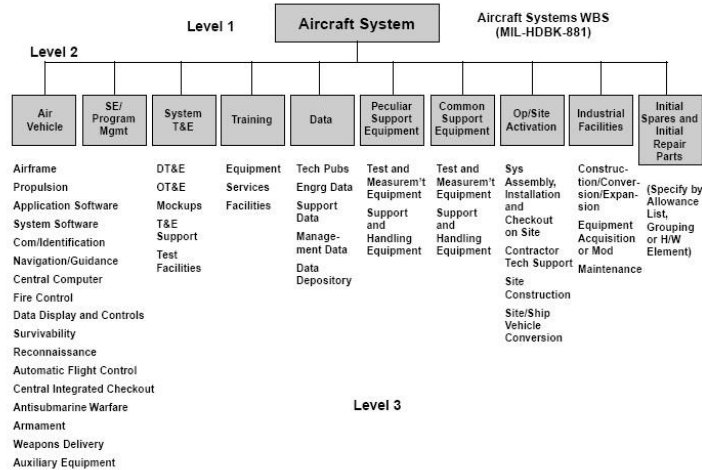 Level 1
Aircraft System
Aircraft Systems WBS
(MIL-HDBK-881)
Level 2
Air
Vehicle
SE/
Program
Mgmt
System
T&E
Training
Data
Peculiar
Support
Equipment
Common
Support
Equipment
Op/Site
Activation
Industrial
Facilities
Initial
Spares and
Initial
Repair
Parts
Airframe
Propulsion
Application Software
System Software
Com/Identification
Navigation/Guidance
Central Computer
Fire Control
Data Display and Controls
Survivability
Reconnaissance
Automatic Flight Control
Central Integrated Checkout
Antisubmarine Warfare
Armament
Weapons Delivery
Auxiliary Equipment
DT&E
OT&E
Mockups
T&E
Support
Test
Facilities
Equipment
Services
Facilities
Tech Pubs
Engrg Data
Support
Data
Manage-
ment Data
Data
Depository
Test and
Measurem't
Equipment
Support
and
Handling
Equipment
Test and
Measurem't
Equipment
Support
and
Handling
Equipment
Sys
Assembly,
Installation
and
Checkout
on Site
Contractor
Tech Support
Site
Construction
Site/Ship
Vehicle
Conversion
Construc-
tion/Conver-
sion/Expan-
sion
Equipment
Acquisition
or Mod
Maintenance
(Specify by
Allowance
List,
Grouping
or H/W
Element)
Level 3